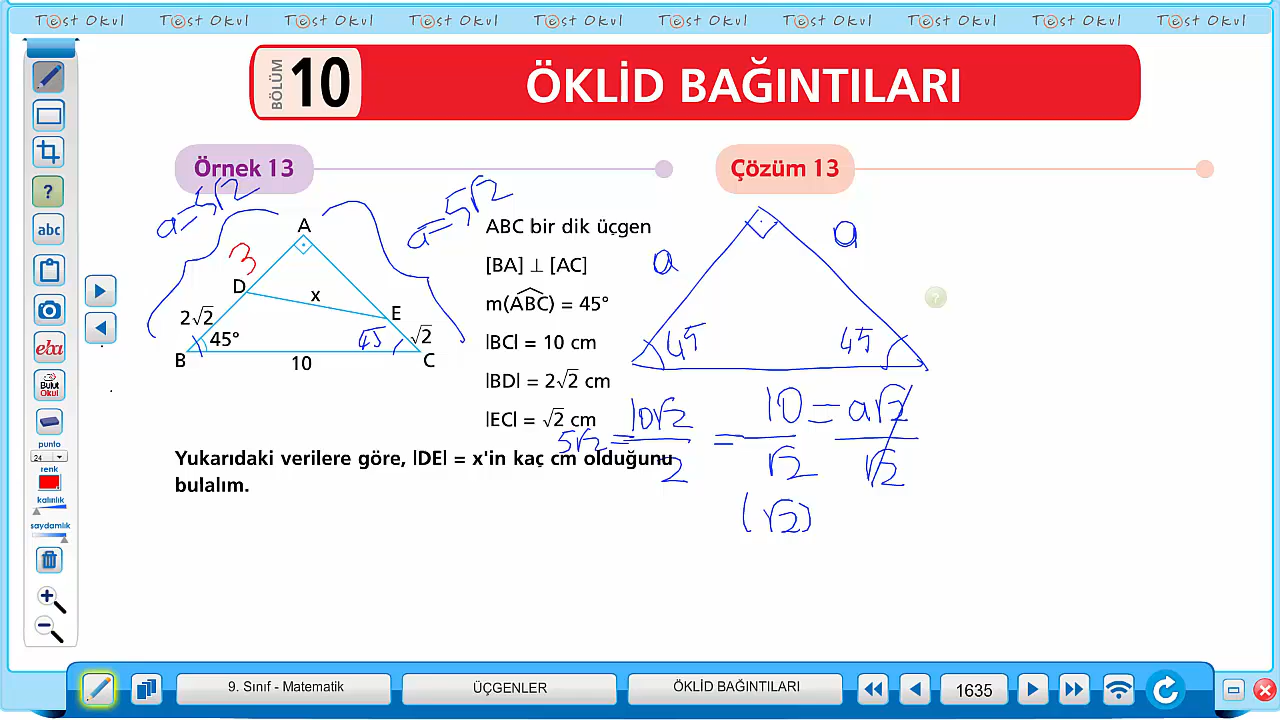 Test Okul Test Okul Test Okul Test Okul Test Okul Test Okul Test Okul Test Okul Test Okul Test Okul
BÖLÜM 10 ÖKLİD BAĞINTILARI
Örnek 13
Çözüm 13
a=5√2
a=5√2
A
3
D
x
E
2√2
45°
45
√2
B
10
C
ABC bir dik üçgen
[BA] ⊥ [AC]
m(ABC) = 45°
|BC| = 10 cm
|BD| = 2√2 cm
|EC| = √2 cm
Yukarıdaki verilere göre, |DE| = x'in kaç cm olduğunu
bulalım.
a
a
45
45
5√2 = 10√2/2 = 10/√2 = a√2/√2
(√2)
?
abc
eba
Bulut Okul
punto
24
renk
kalınlık
saydamlık
?
9. Sınıf - Matematik
ÜÇGENLER
ÖKLİD BAĞINTILARI
1635